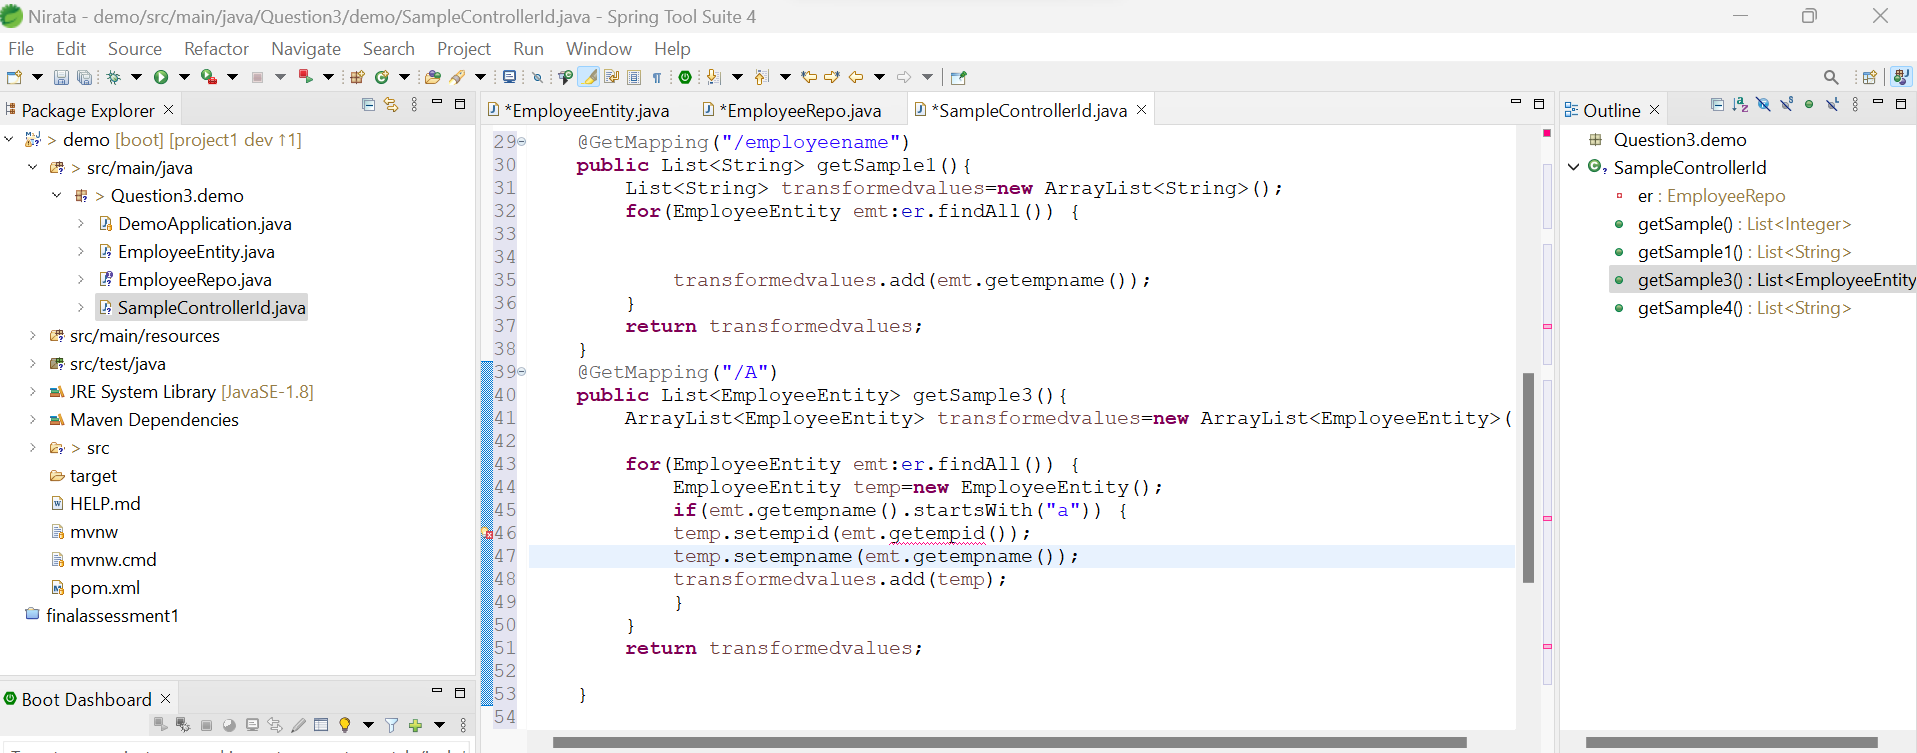 Nirata - demo/src/main/java/Question3/demo/SampleControllerId.java - Spring Tool Suite 4
File Edit Source Refactor Navigate Search Project Run Window Help
Package Explorer
> demo [boot] [project1 dev ↑1]
> src/main/java
> Question3.demo
DemoApplication.java
EmployeeEntity.java
EmployeeRepo.java
SampleControllerId.java
src/main/resources
src/test/java
JRE System Library [JavaSE-1.8]
Maven Dependencies
> src
target
HELP.md
mvnw
mvnw.cmd
pom.xml
finalassessment1
Boot Dashboard
*EmployeeEntity.java *EmployeeRepo.java *SampleControllerId.java
29 @GetMapping("/employeename")
30 public List<String> getSample1(){
31 List<String> transformedvalues=new ArrayList<String>();
32 for(EmployeeEntity emt:er.findAll()) {
33
34
35 transformedvalues.add(emt.getempname());
36 }
37 return transformedvalues;
38 }
39 @GetMapping("/A")
40 public List<EmployeeEntity> getSample3(){
41 ArrayList<EmployeeEntity> transformedvalues=new ArrayList<EmployeeEntity>(
42
43 for(EmployeeEntity emt:er.findAll()) {
44 EmployeeEntity temp=new EmployeeEntity();
45 if(emt.getempname().startsWith("a")) {
46 temp.setempid(emt.getempid());
47 temp.setempname(emt.getempname());
48 transformedvalues.add(temp);
49 }
50 }
51 return transformedvalues;
52
53 }
54
Outline
Question3.demo
SampleControllerId
er : EmployeeRepo
getSample() : List<Integer>
getSample1() : List<String>
getSample3() : List<EmployeeEntity
getSample4() : List<String>